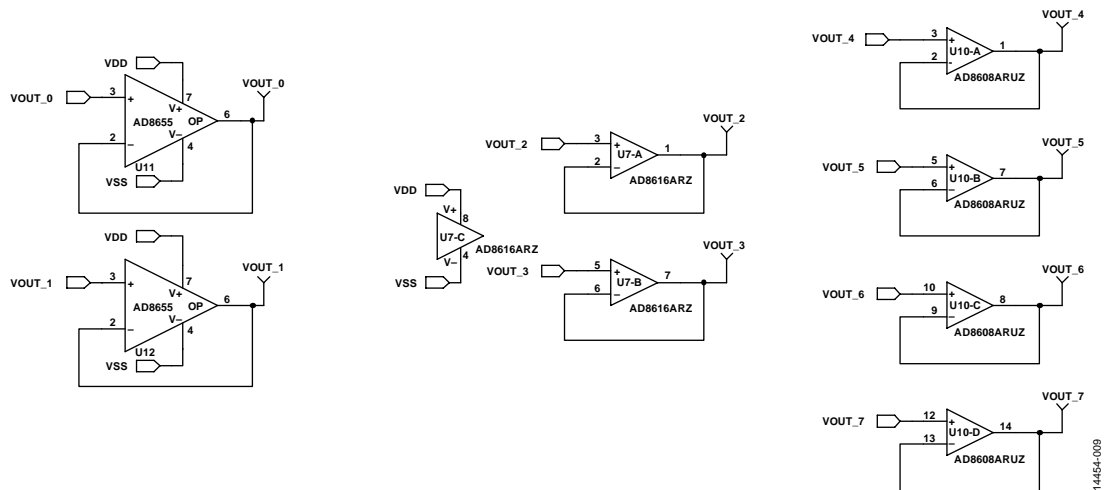 VDD
VOUT_0
3
+
7
V+
AD8655
OP
6
VOUT_0
2
−
V−
4
U11
VSS
VDD
VOUT_1
3
+
7
V+
AD8655
OP
6
VOUT_1
2
−
V−
4
U12
VSS
VDD
V+
8
U7-C
AD8616ARZ
V−
4
VSS
VOUT_2
3
+
U7-A
1
VOUT_2
2
−
AD8616ARZ
VOUT_3
5
+
U7-B
7
VOUT_3
6
−
AD8616ARZ
VOUT_4
3
+
U10-A
1
VOUT_4
2
-
AD8608ARUZ
VOUT_5
5
+
U10-B
7
VOUT_5
6
-
AD8608ARUZ
VOUT_6
10
+
U10-C
8
VOUT_6
9
-
AD8608ARUZ
VOUT_7
12
+
U10-D
14
VOUT_7
13
-
AD8608ARUZ
14454-009